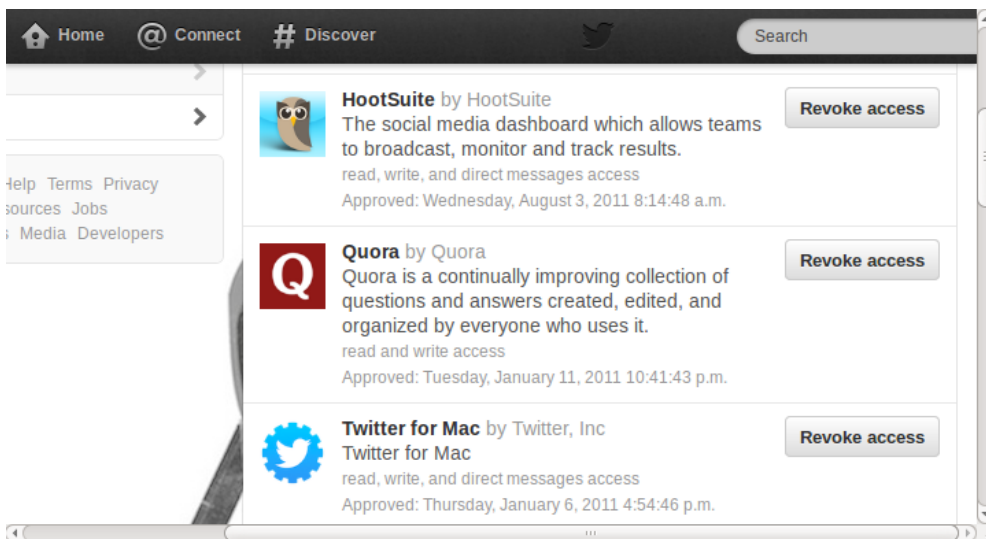 Home @ Connect # Discover
Search
Help Terms Privacy
Jobs
Media Developers
HootSuite by HootSuite
Revoke access
The social media dashboard which allows teams
to broadcast, monitor and track results.
read, write, and direct messages access
Approved: Wednesday, August 3, 2011 8:14:48 a.m.
Q
Quora by Quora
Revoke access
Quora is a continually improving collection of
questions and answers created, edited, and
organized by everyone who uses it.
read and write access
Approved: Tuesday, January 11, 2011 10:41:43 p.m.
Twitter for Mac by Twitter, Inc
Revoke access
Twitter for Mac
read, write, and direct messages access
Approved: Thursday, January 6, 2011 4:54:46 p.m.